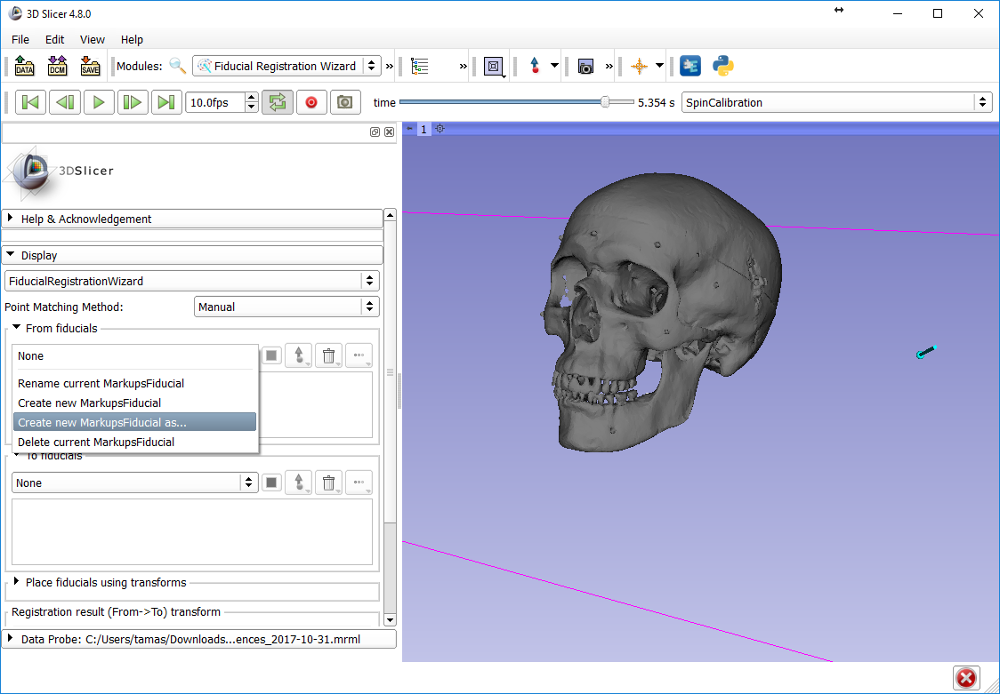 3D Slicer 4.8.0
File Edit View Help
DATA DCM SAVE Modules: Fiducial Registration Wizard » » »
10.0fps time 5.354 s SpinCalibration
1
3DSlicer
Help & Acknowledgement
Display
FiducialRegistrationWizard
Point Matching Method: Manual
From fiducials
None
Rename current MarkupsFiducial
Create new MarkupsFiducial
Create new MarkupsFiducial as...
Delete current MarkupsFiducial
To fiducials
None
Place fiducials using transforms
Registration result (From->To) transform
Data Probe: C:/Users/tamas/Downloads...ences_2017-10-31.mrml